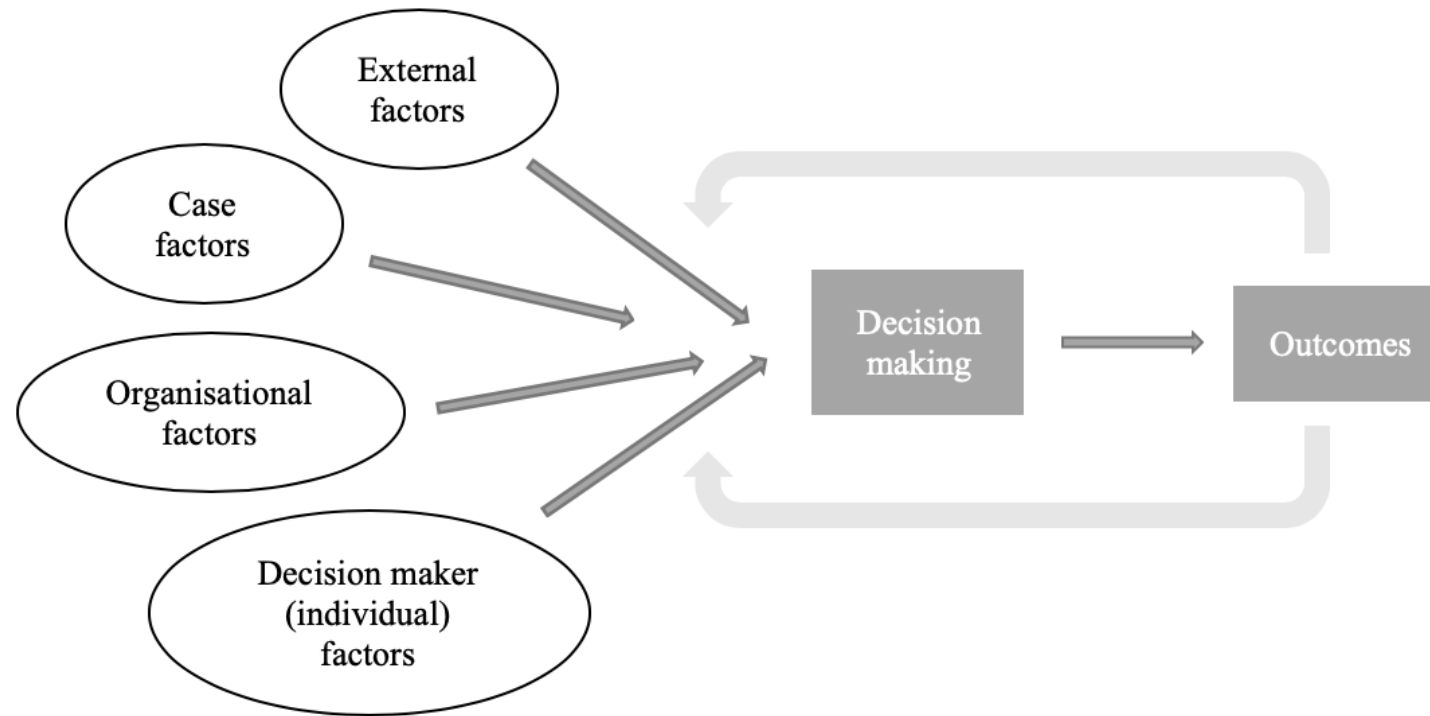 External
factors
Case
factors
Organisational
factors
Decision maker
(individual)
factors
Decision
making
Outcomes